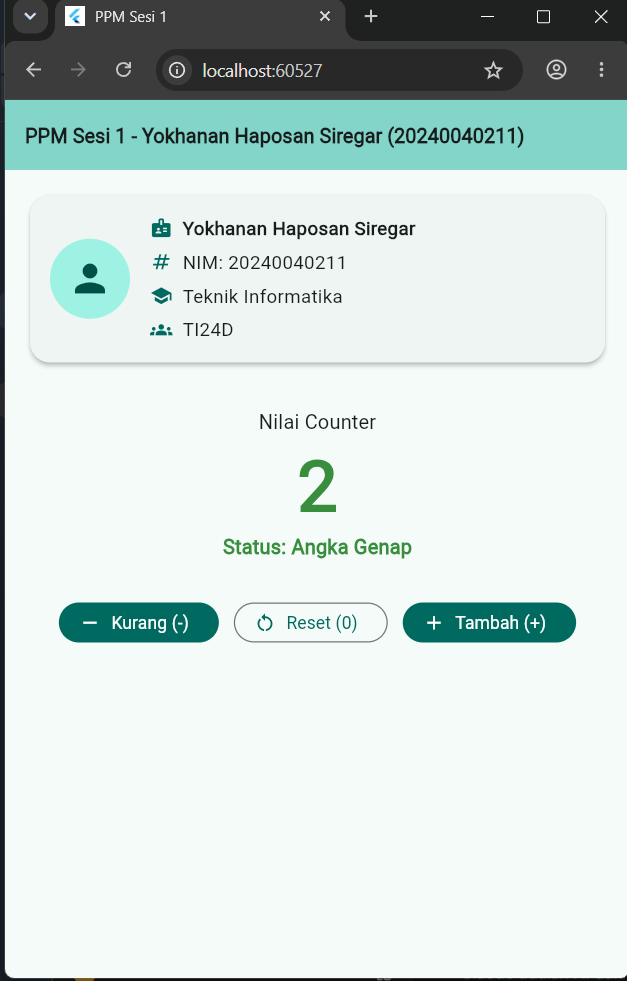 PPM Sesi 1
localhost:60527
PPM Sesi 1 - Yokhanan Haposan Siregar (20240040211)
Yokhanan Haposan Siregar
NIM: 20240040211
Teknik Informatika
TI24D
Nilai Counter
2
Status: Angka Genap
Kurang (-) Reset (0) Tambah (+)